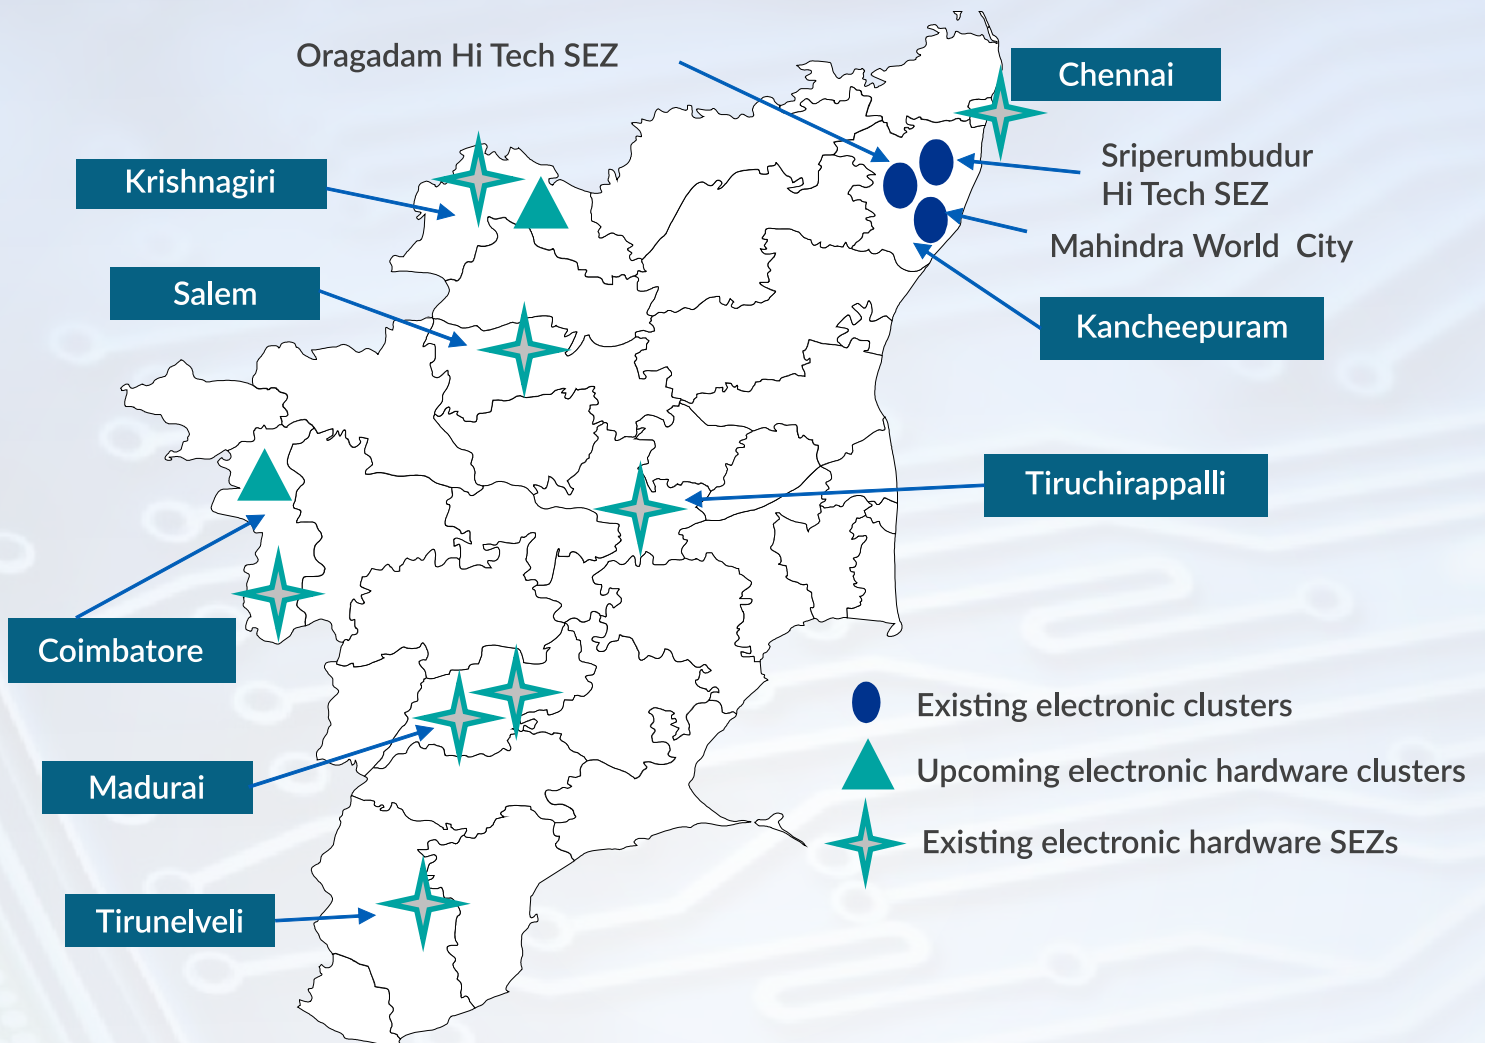 Oragadam Hi Tech SEZ
Chennai
Sriperumbudur
Hi Tech SEZ
Krishnagiri
Mahindra World City
Salem
Kancheepuram
Tiruchirappalli
Coimbatore
Existing electronic clusters
Madurai
Upcoming electronic hardware clusters
Existing electronic hardware SEZs
Tirunelveli